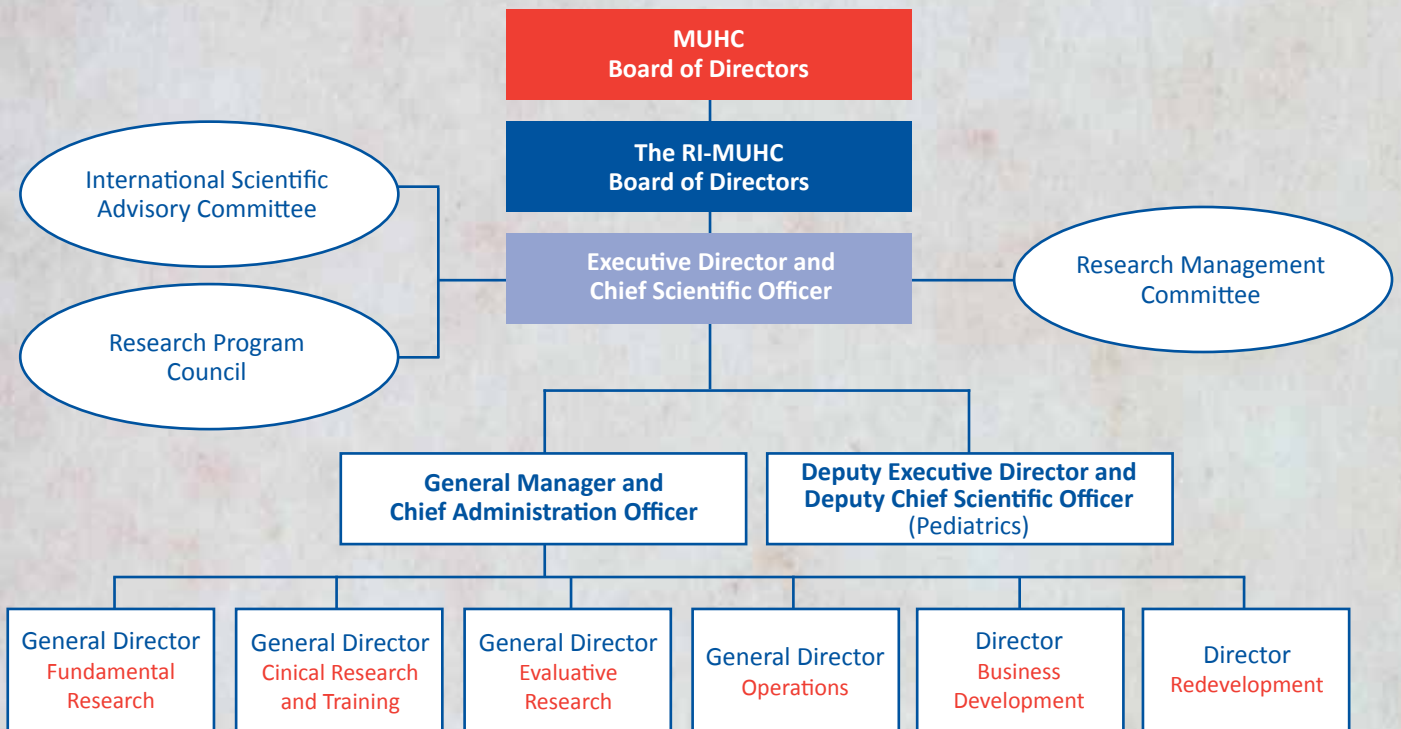 MUHC
Board of Directors
The RI-MUHC
Board of Directors
International Scientific
Advisory Committee
Executive Director and
Chief Scientific Officer
Research Management
Committee
Research Program
Council
General Manager and
Chief Administration Officer
Deputy Executive Director and
Deputy Chief Scientific Officer
(Pediatrics)
General Director
Fundamental
Research
General Director
Cinical Research
and Training
General Director
Evaluative
Research
General Director
Operations
Director
Business
Development
Director
Redevelopment